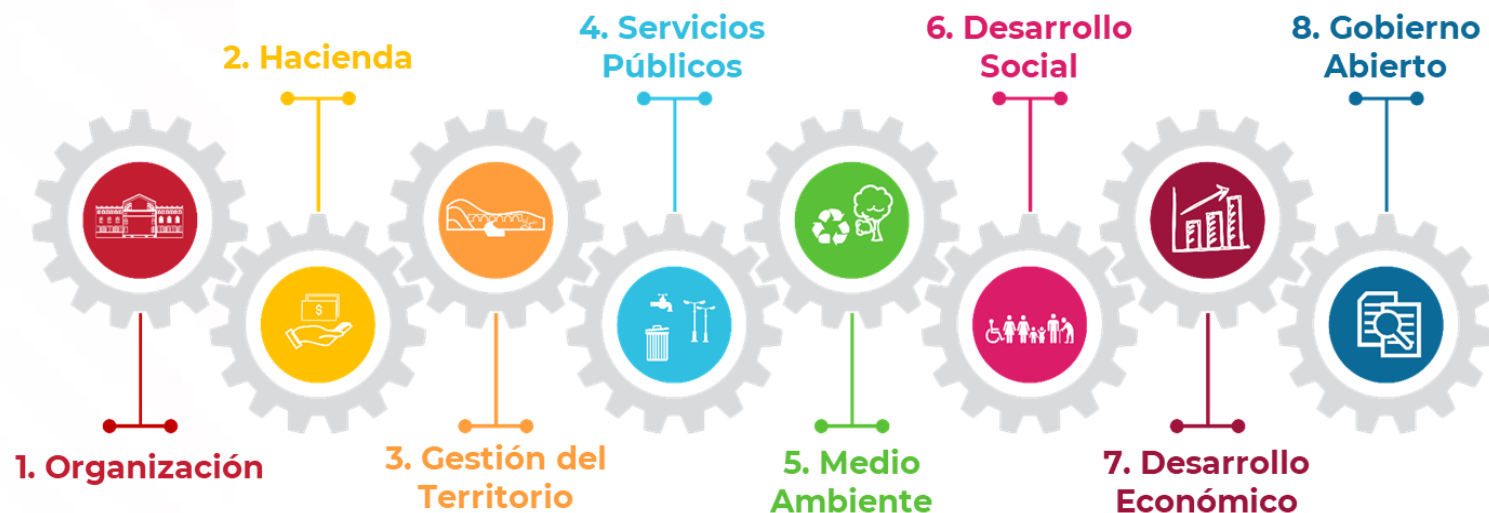 1. Organización
2. Hacienda
3. Gestión del
Territorio
4. Servicios
Públicos
5. Medio
Ambiente
6. Desarrollo
Social
7. Desarrollo
Económico
8. Gobierno
Abierto
$